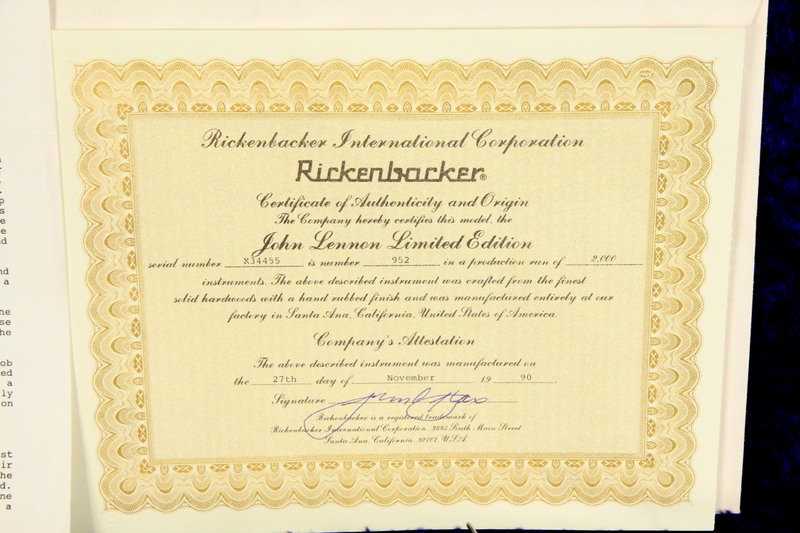 Rickenbacker International Corporation
Rickenbacker®
Certificate of Authenticity and Origin
The Company hereby certifies this model, the
John Lennon Limited Edition
serial number K34455 is number 952 in a production run of 2,000
instruments. The above described instrument was crafted from the finest
solid hardwoods with a hand rubbed finish and was manufactured entirely at our
factory in Santa Ana, California, United States of America.
Company's Attestation
The above described instrument was manufactured on
the 27th day of November 19 90
Signature
Rickenbacker is a registered trademark of
Rickenbacker International Corporation, 3895 South Main Street
Santa Ana, California, 92707 U.S.A.